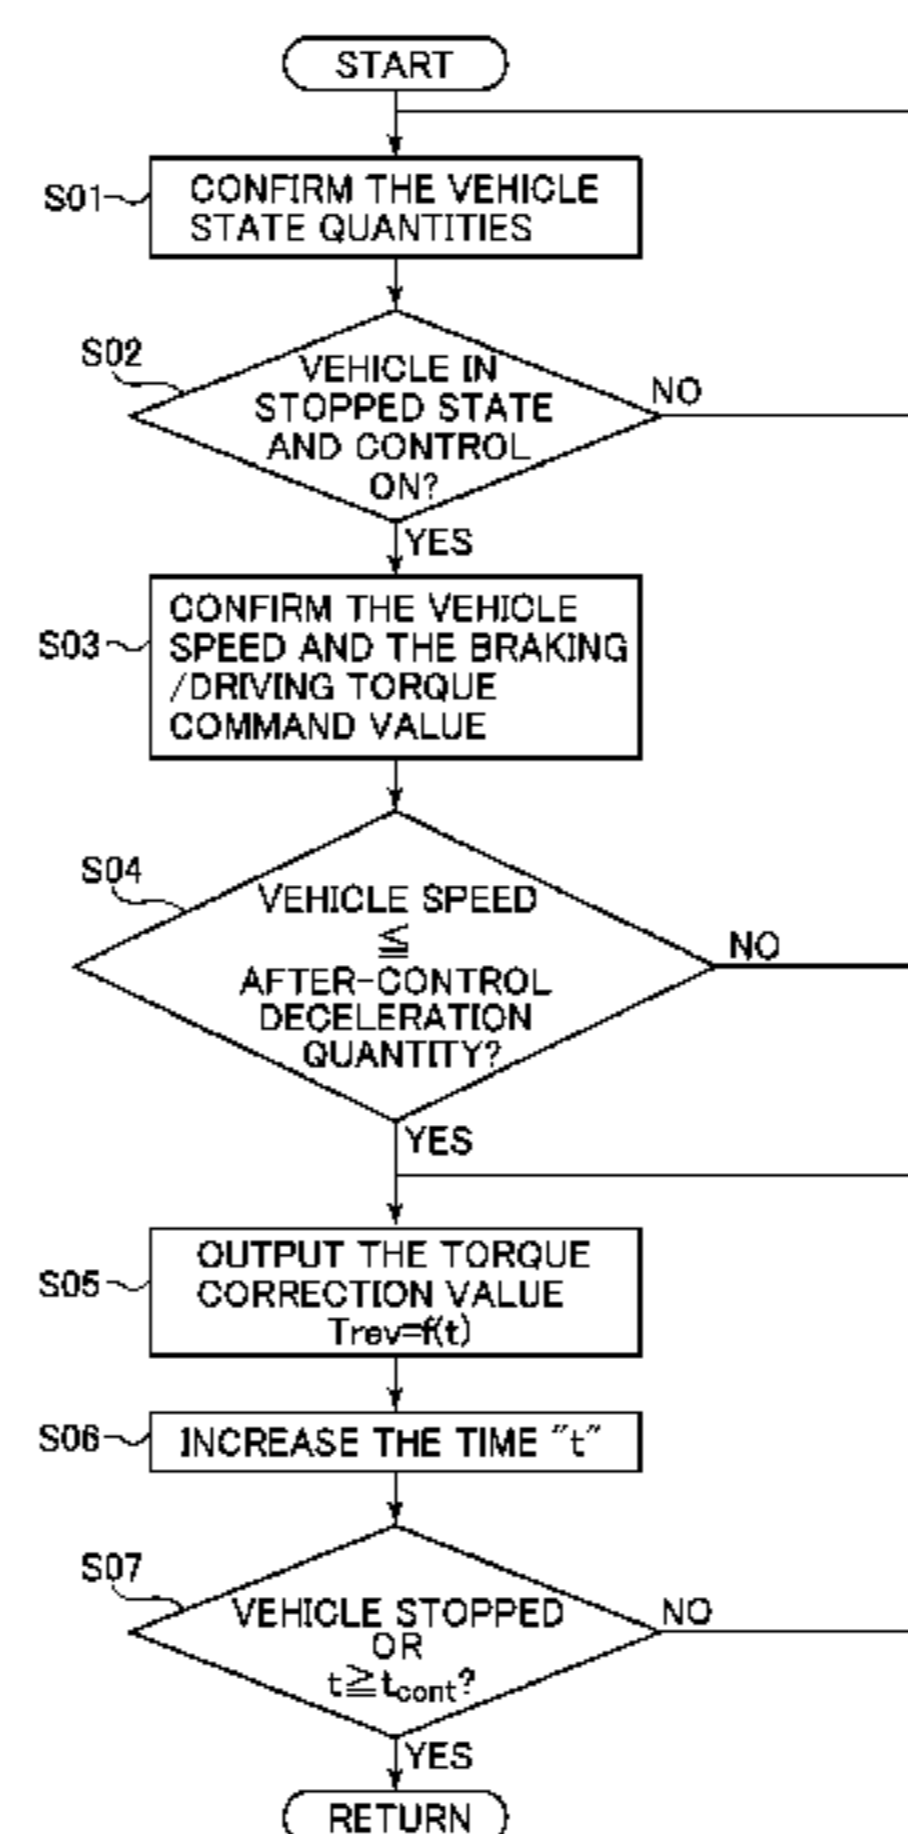 START
S01
CONFIRM THE VEHICLE
STATE QUANTITIES
S02
VEHICLE IN
STOPPED STATE
AND CONTROL
ON?
NO
YES
S03
CONFIRM THE VEHICLE
SPEED AND THE BRAKING
/DRIVING TORQUE
COMMAND VALUE
S04
VEHICLE SPEED
≦
AFTER-CONTROL
DECELERATION
QUANTITY?
NO
YES
S05
OUTPUT THE TORQUE
CORRECTION VALUE
Trev=f(t)
S06
INCREASE THE TIME "t"
S07
VEHICLE STOPPED
OR
t≧tcont?
NO
YES
RETURN